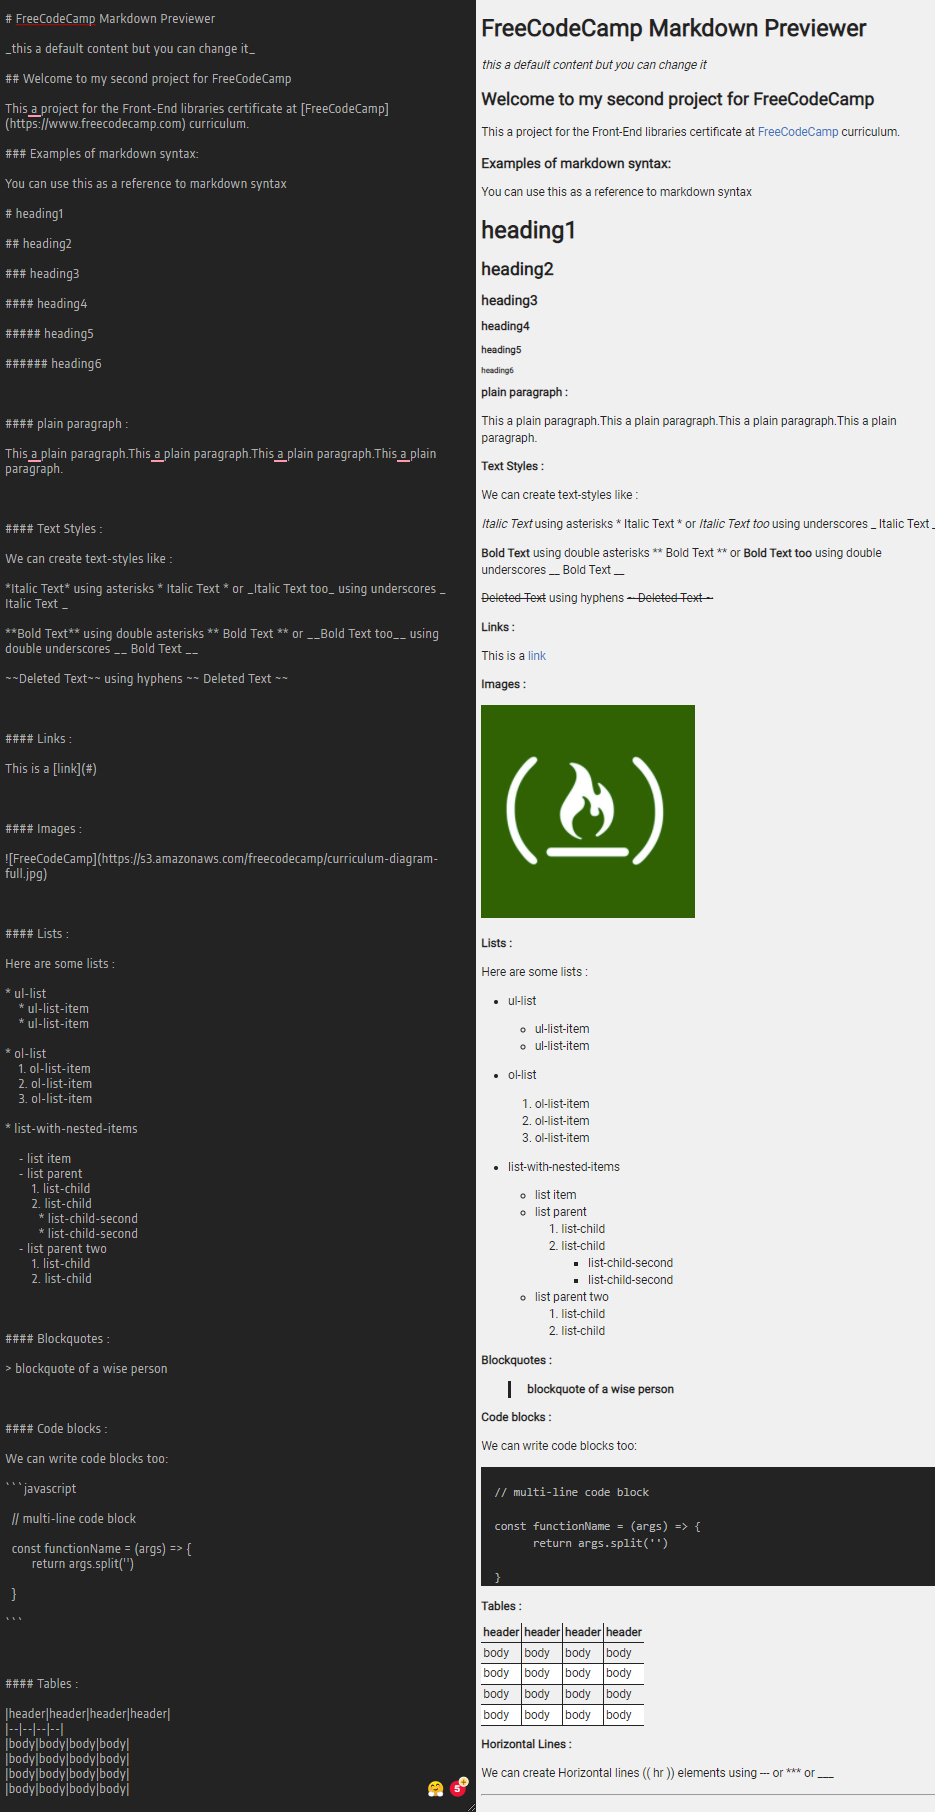 # FreeCodeCamp Markdown Previewer
_this a default content but you can change it_
## Welcome to my second project for FreeCodeCamp
This a project for the Front-End libraries certificate at [FreeCodeCamp]
(https://www.freecodecamp.com) curriculum.
### Examples of markdown syntax:
You can use this as a reference to markdown syntax
# heading1
## heading2
### heading3
#### heading4
##### heading5
###### heading6
#### plain paragraph :
This a plain paragraph.This a plain paragraph.This a plain paragraph.This a plain
paragraph.
#### Text Styles :
We can create text-styles like :
*Italic Text* using asterisks * Italic Text * or _Italic Text too_ using underscores _
Italic Text _
**Bold Text** using double asterisks ** Bold Text ** or __Bold Text too__ using
double underscores __ Bold Text __
~~Deleted Text~~ using hyphens ~~ Deleted Text ~~
#### Links :
This is a [link](#)
#### Images :
![FreeCodeCamp](https://s3.amazonaws.com/freecodecamp/curriculum-diagram-
full.jpg)
#### Lists :
Here are some lists :
* ul-list
* ul-list-item
* ul-list-item
* ol-list
1. ol-list-item
2. ol-list-item
3. ol-list-item
* list-with-nested-items
- list item
- list parent
1. list-child
2. list-child
* list-child-second
* list-child-second
- list parent two
1. list-child
2. list-child
#### Blockquotes :
> blockquote of a wise person
#### Code blocks :
We can write code blocks too:
```javascript
// multi-line code block
const functionName = (args) => {
return args.split('')
}
```
#### Tables :
|header|header|header|header|
|--|--|--|--|
|body|body|body|body|
|body|body|body|body|
|body|body|body|body|
|body|body|body|body|
5
FreeCodeCamp Markdown Previewer
this a default content but you can change it
Welcome to my second project for FreeCodeCamp
This a project for the Front-End libraries certificate at FreeCodeCamp curriculum.
Examples of markdown syntax:
You can use this as a reference to markdown syntax
heading1
heading2
heading3
heading4
heading5
heading6
plain paragraph :
This a plain paragraph.This a plain paragraph.This a plain paragraph.This a plain
paragraph.
Text Styles :
We can create text-styles like :
Italic Text using asterisks * Italic Text * or Italic Text too using underscores _ Italic Text _
Bold Text using double asterisks ** Bold Text ** or Bold Text too using double
underscores __ Bold Text __
Deleted Text using hyphens ~ Deleted Text ~
Links :
This is a link
Images :
Lists :
Here are some lists :
• ul-list
◦ ul-list-item
◦ ul-list-item
• ol-list
1. ol-list-item
2. ol-list-item
3. ol-list-item
• list-with-nested-items
◦ list item
◦ list parent
1. list-child
2. list-child
▪ list-child-second
▪ list-child-second
◦ list parent two
1. list-child
2. list-child
Blockquotes :
blockquote of a wise person
Code blocks :
We can write code blocks too:
// multi-line code block
const functionName = (args) => {
return args.split('')
}
Tables :
header header header header
body body body body
body body body body
body body body body
body body body body
Horizontal Lines :
We can create Horizontal lines (( hr )) elements using --- or *** or ___